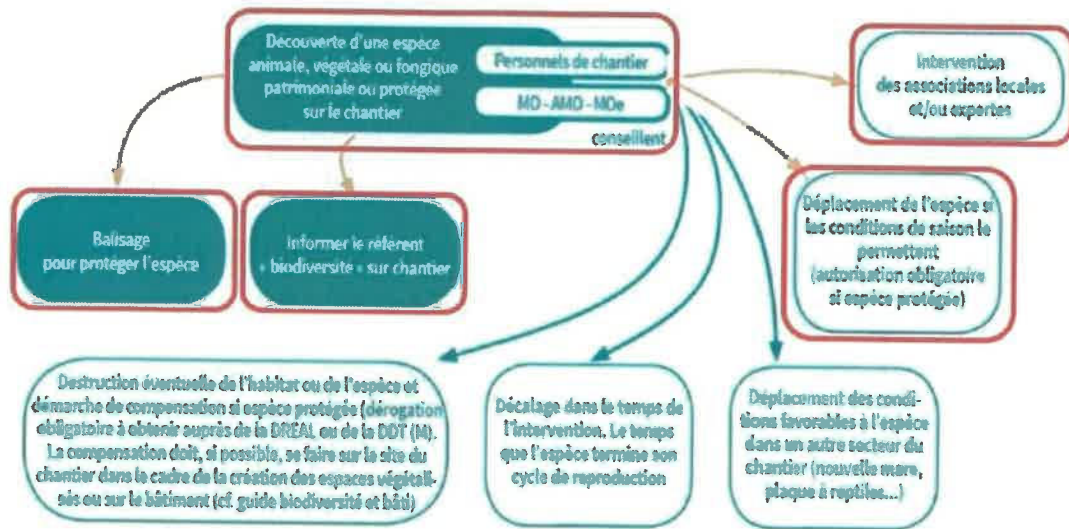 Découverte d'une espèce
animale, végetale ou fongique
patrimoniale ou protégée
sur le chantier
Personnels de chantier
MO - AMO - MOe
conseillent
Intervention
des associations locales
et/ou expertes
Balisage
pour protéger l'espèce
Informer le référent
« biodiversité » sur chantier
Déplacement de l'espèce si
les conditions de saison le
permettent
(autorisation obligatoire
si espèce protégée)
Destruction éventuelle de l'habitat ou de l'espèce et
démarche de compensation si espèce protégée (dérogation
obligatoire à obtenir auprès de la DREAL ou de la DDT (M).
La compensation doit, si possible, se faire sur le site du
chantier dans le cadre de la création des espaces végétali-
sés ou sur le bâtiment (cf. guide biodiversité et bâti)
Décalage dans le temps de
l'intervention. Le temps
que l'espèce termine son
cycle de reproduction
Déplacement des condi-
tions favorables à l'espèce
dans un autre secteur du
chantier (nouvelle mare,
plaque à reptiles...)